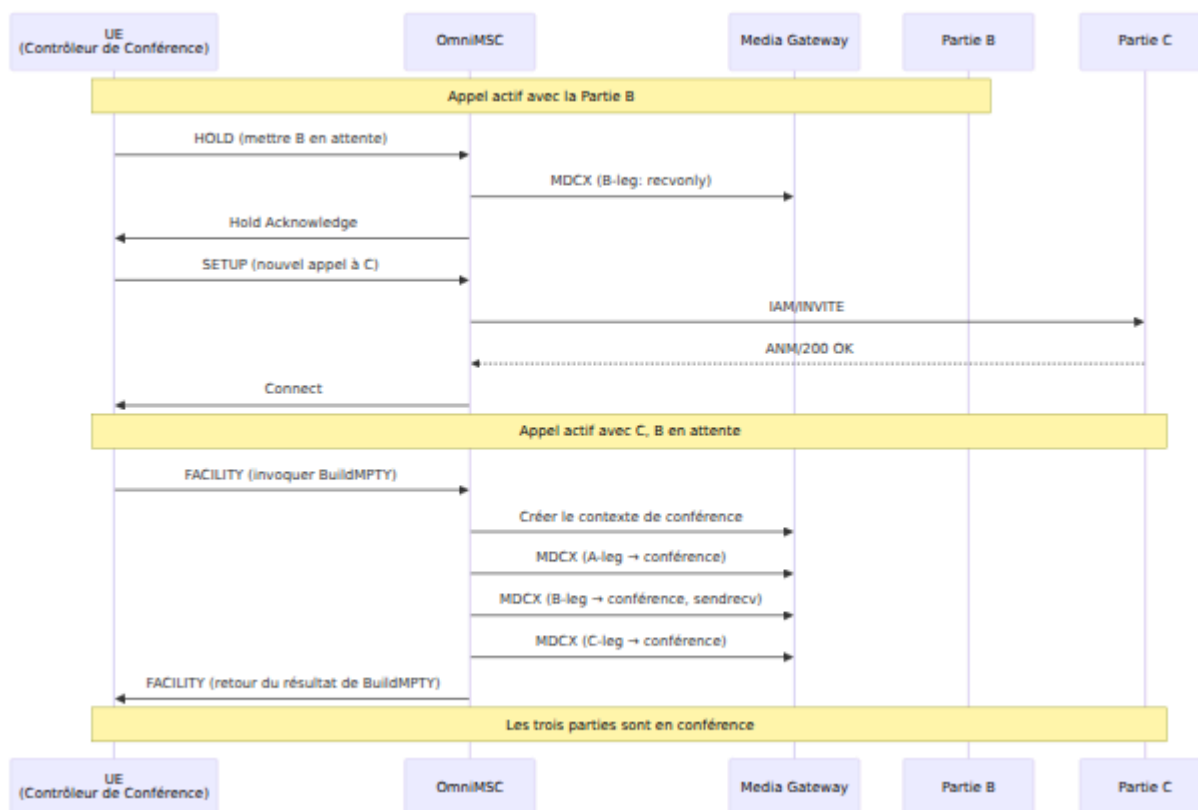 UE
(Contrôleur de Conférence)
OmniMSC
Media Gateway
Partie B
Partie C
Appel actif avec la Partie B
HOLD (mettre B en attente)
MDCX (B-leg: recvonly)
Hold Acknowledge
SETUP (nouvel appel à C)
IAM/INVITE
ANM/200 OK
Connect
Appel actif avec C, B en attente
FACILITY (invoquer BuildMPTY)
Créer le contexte de conférence
MDCX (A-leg → conférence)
MDCX (B-leg → conférence, sendrecv)
MDCX (C-leg → conférence)
FACILITY (retour du résultat de BuildMPTY)
Les trois parties sont en conférence
UE
(Contrôleur de Conférence)
OmniMSC
Media Gateway
Partie B
Partie C